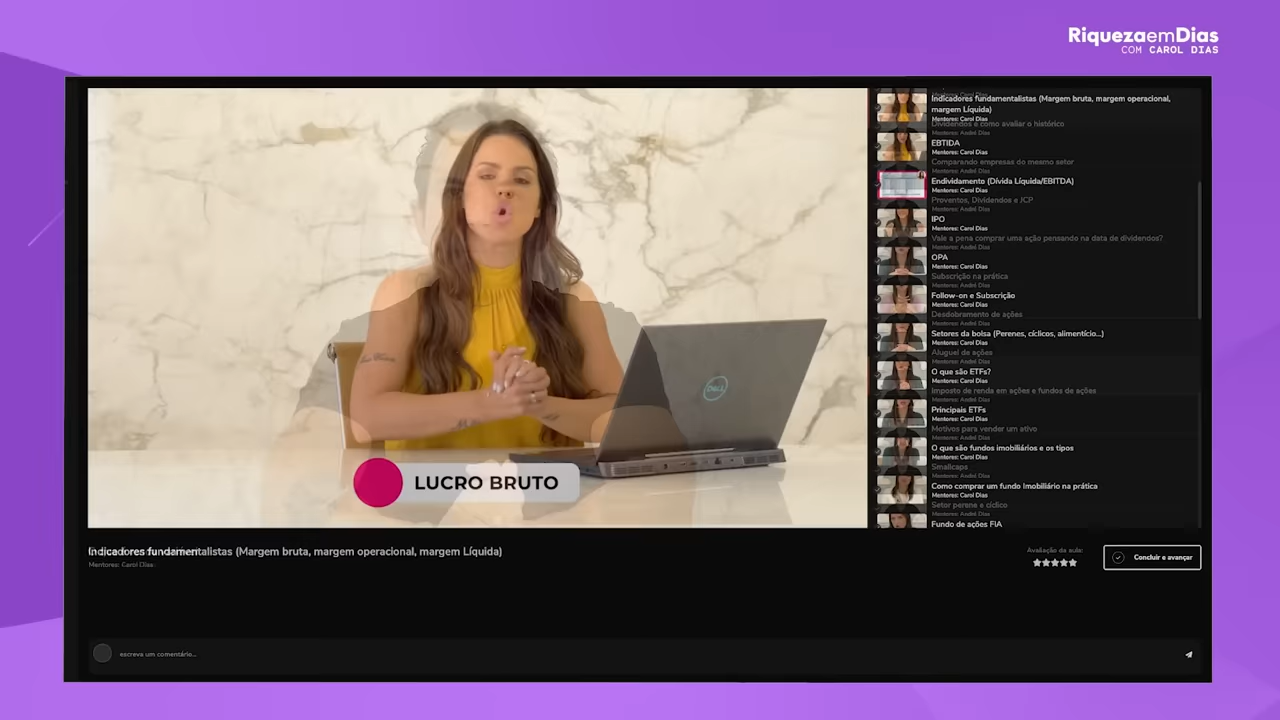 RiquezaemDias
COM CAROL DIAS
DELL
LUCRO BRUTO
Indicadores fundamentalistas (Margem bruta, margem operacional, margem Líquida)
Mentores: Carol Dias
Avaliação da aula:
Concluir e avançar
escreva um comentário...
Indicadores fundamentalistas (Margem bruta, margem operacional,
margem Líquida)
Mentores: Carol Dias
Dividendos e como avaliar o histórico
Mentores: André Dias
EBTIDA
Mentores: Carol Dias
Comparando empresas do mesmo setor
Mentores: André Dias
Endividamento (Dívida Líquida/EBITDA)
Mentores: Carol Dias
Proventos, Dividendos e JCP
Mentores: André Dias
IPO
Mentores: Carol Dias
Vale a pena comprar uma ação pensando na data de dividendos?
Mentores: André Dias
OPA
Mentores: Carol Dias
Subscrição na prática
Mentores: André Dias
Follow-on e Subscrição
Mentores: Carol Dias
Desdobramento de ações
Mentores: André Dias
Setores da bolsa (Perenes, cíclicos, alimentício...)
Mentores: Carol Dias
Aluguel de ações
Mentores: André Dias
O que são ETFs?
Mentores: Carol Dias
Imposto de renda em ações e fundos de ações
Mentores: André Dias
Principais ETFs
Mentores: Carol Dias
Motivos para vender um ativo
Mentores: André Dias
O que são fundos imobiliários e os tipos
Mentores: Carol Dias
Smallcaps
Mentores: André Dias
Como comprar um fundo Imobiliário na prática
Mentores: Carol Dias
Setor perene e cíclico
Mentores: André Dias
Fundo de ações FIA